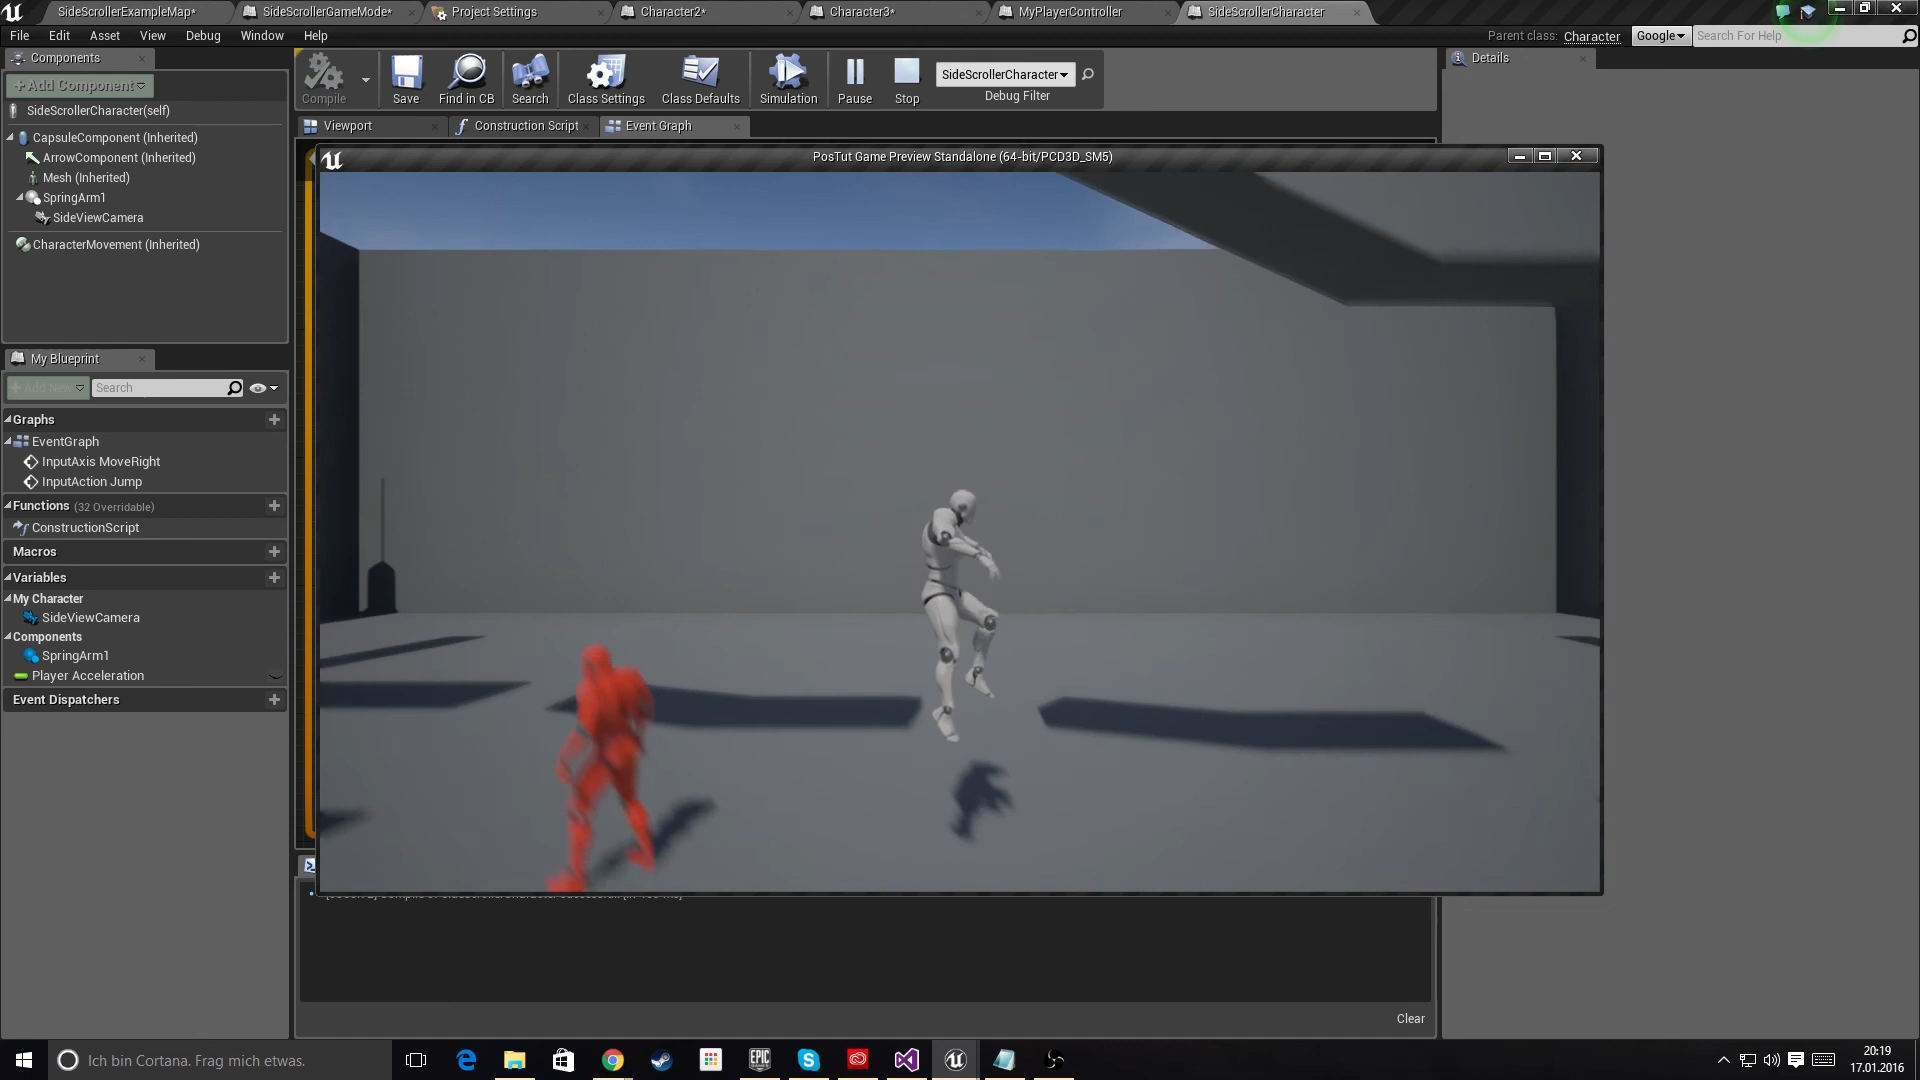 SideScrollerExampleMap*
SideScrollerGameMode*
Project Settings
Character2*
Character3*
MyPlayerController
SideScrollerCharacter
File Edit Asset View Debug Window Help
Parent class: Character
Google
Search For Help
Components
+Add Component
SideScrollerCharacter(self)
CapsuleComponent (Inherited)
ArrowComponent (Inherited)
Mesh (Inherited)
SpringArm1
SideViewCamera
CharacterMovement (Inherited)
Compile
Save
Find in CB
Search
Class Settings
Class Defaults
Simulation
Pause
Stop
SideScrollerCharacter
Debug Filter
Details
Viewport
Construction Script
Event Graph
PosTut Game Preview Standalone (64-bit/PCD3D_SM5)
My Blueprint
+ Add New
Search
Graphs
EventGraph
InputAxis MoveRight
InputAction Jump
Functions (32 Overridable)
ConstructionScript
Macros
Variables
My Character
SideViewCamera
Components
SpringArm1
Player Acceleration
Event Dispatchers
Clear
Ich bin Cortana. Frag mich etwas.
EPIC
20:19
17.01.2016